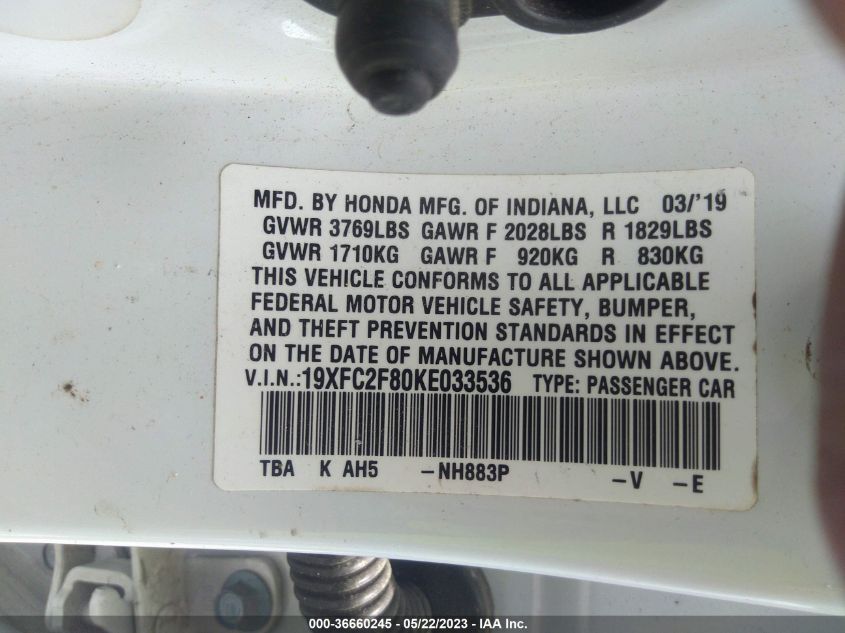 MFD. BY HONDA MFG. OF INDIANA, LLC 03/'19
GVWR 3769LBS GAWR F 2028LBS R 1829LBS
GVWR 1710KG GAWR F 920KG R 830KG
THIS VEHICLE CONFORMS TO ALL APPLICABLE
FEDERAL MOTOR VEHICLE SAFETY, BUMPER,
AND THEFT PREVENTION STANDARDS IN EFFECT
ON THE DATE OF MANUFACTURE SHOWN ABOVE.
V.I.N.:19XFC2F80KE033536 TYPE: PASSENGER CAR
TBA K AH5 -NH883P -V -E
000-36660245 - 05/22/2023 - IAA Inc.